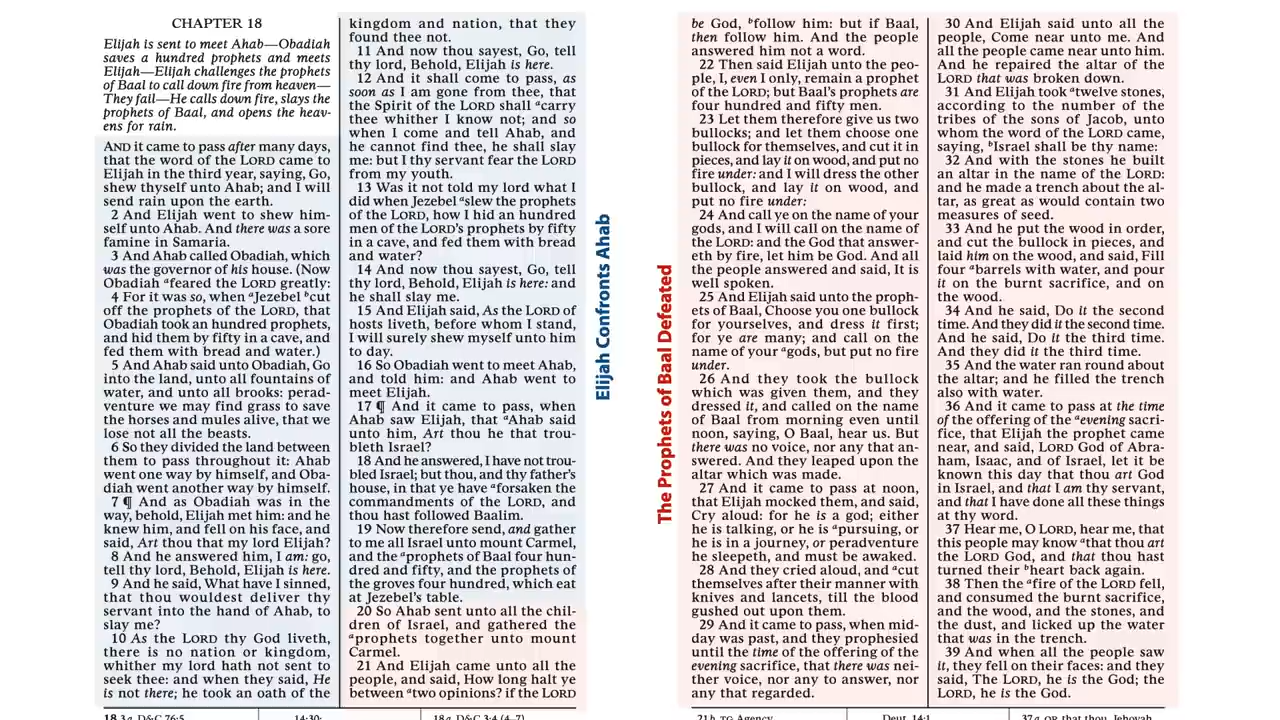 CHAPTER 18
Elijah is sent to meet Ahab—Obadiah
saves a hundred prophets and meets
Elijah—Elijah challenges the prophets
of Baal to call down fire from heaven—
They fail—He calls down fire, slays the
prophets of Baal, and opens the heav-
ens for rain.
AND it came to pass after many days,
that the word of the LORD came to
Elijah in the third year, saying, Go,
shew thyself unto Ahab; and I will
send rain upon the earth.
2 And Elijah went to shew him-
self unto Ahab. And there was a sore
famine in Samaria.
3 And Ahab called Obadiah, which
was the governor of his house. (Now
Obadiah ᵃfeared the LORD greatly:
4 For it was so, when ᵃJezebel ᵇcut
off the prophets of the LORD, that
Obadiah took an hundred prophets,
and hid them by fifty in a cave, and
fed them with bread and water.)
5 And Ahab said unto Obadiah, Go
into the land, unto all fountains of
water, and unto all brooks: perad-
venture we may find grass to save
the horses and mules alive, that we
lose not all the beasts.
6 So they divided the land between
them to pass throughout it: Ahab
went one way by himself, and Oba-
diah went another way by himself.
7 ¶ And as Obadiah was in the
way, behold, Elijah met him: and he
knew him, and fell on his face, and
said, Art thou that my lord Elijah?
8 And he answered him, I am: go,
tell thy lord, Behold, Elijah is here.
9 And he said, What have I sinned,
that thou wouldest deliver thy
servant into the hand of Ahab, to
slay me?
10 As the LORD thy God liveth,
there is no nation or kingdom,
whither my lord hath not sent to
seek thee: and when they said, He
is not there; he took an oath of the
kingdom and nation, that they
found thee not.
11 And now thou sayest, Go, tell
thy lord, Behold, Elijah is here.
12 And it shall come to pass, as
soon as I am gone from thee, that
the Spirit of the LORD shall ᵃcarry
thee whither I know not; and so
when I come and tell Ahab, and
he cannot find thee, he shall slay
me: but I thy servant fear the LORD
from my youth.
13 Was it not told my lord what I
did when Jezebel ᵃslew the prophets
of the LORD, how I hid an hundred
men of the LORD's prophets by fifty
in a cave, and fed them with bread
and water?
14 And now thou sayest, Go, tell
thy lord, Behold, Elijah is here: and
he shall slay me.
15 And Elijah said, As the LORD of
hosts liveth, before whom I stand,
I will surely shew myself unto him
to day.
16 So Obadiah went to meet Ahab,
and told him: and Ahab went to
meet Elijah.
17 ¶ And it came to pass, when
Ahab saw Elijah, that ᵃAhab said
unto him, Art thou he that trou-
bleth Israel?
18 And he answered, I have not trou-
bled Israel; but thou, and thy father's
house, in that ye have ᵃforsaken the
commandments of the LORD, and
thou hast followed Baalim.
19 Now therefore send, and gather
to me all Israel unto mount Carmel,
and the ᵃprophets of Baal four hun-
dred and fifty, and the prophets of
the groves four hundred, which eat
at Jezebel's table.
20 So Ahab sent unto all the chil-
dren of Israel, and gathered the
ᵃprophets together unto mount
Carmel.
21 And Elijah came unto all the
people, and said, How long halt ye
between ᵃtwo opinions? if the LORD
Elijah Confronts Ahab
The Prophets of Baal Defeated
be God, ᵇfollow him: but if Baal,
then follow him. And the people
answered him not a word.
22 Then said Elijah unto the peo-
ple, I, even I only, remain a prophet
of the LORD; but Baal's prophets are
four hundred and fifty men.
23 Let them therefore give us two
bullocks; and let them choose one
bullock for themselves, and cut it in
pieces, and lay it on wood, and put no
fire under: and I will dress the other
bullock, and lay it on wood, and
put no fire under:
24 And call ye on the name of your
gods, and I will call on the name of
the LORD: and the God that answer-
eth by fire, let him be God. And all
the people answered and said, It is
well spoken.
25 And Elijah said unto the proph-
ets of Baal, Choose you one bullock
for yourselves, and dress it first;
for ye are many; and call on the
name of your ᵃgods, but put no fire
under.
26 And they took the bullock
which was given them, and they
dressed it, and called on the name
of Baal from morning even until
noon, saying, O Baal, hear us. But
there was no voice, nor any that an-
swered. And they leaped upon the
altar which was made.
27 And it came to pass at noon,
that Elijah mocked them, and said,
Cry aloud: for he is a god; either
he is talking, or he is ᵃpursuing, or
he is in a journey, or peradventure
he sleepeth, and must be awaked.
28 And they cried aloud, and ᵃcut
themselves after their manner with
knives and lancets, till the blood
gushed out upon them.
29 And it came to pass, when mid-
day was past, and they prophesied
until the time of the offering of the
evening sacrifice, that there was nei-
ther voice, nor any to answer, nor
any that regarded.
30 And Elijah said unto all the
people, Come near unto me. And
all the people came near unto him.
And he repaired the altar of the
LORD that was broken down.
31 And Elijah took ᵃtwelve stones,
according to the number of the
tribes of the sons of Jacob, unto
whom the word of the LORD came,
saying, ᵇIsrael shall be thy name:
32 And with the stones he built
an altar in the name of the LORD:
and he made a trench about the al-
tar, as great as would contain two
measures of seed.
33 And he put the wood in order,
and cut the bullock in pieces, and
laid him on the wood, and said, Fill
four ᵃbarrels with water, and pour
it on the burnt sacrifice, and on
the wood.
34 And he said, Do it the second
time. And they did it the second time.
And he said, Do it the third time.
And they did it the third time.
35 And the water ran round about
the altar; and he filled the trench
also with water.
36 And it came to pass at the time
of the offering of the ᵃevening sacri-
fice, that Elijah the prophet came
near, and said, LORD God of Abra-
ham, Isaac, and of Israel, let it be
known this day that thou art God
in Israel, and that I am thy servant,
and that I have done all these things
at thy word.
37 Hear me, O LORD, hear me, that
this people may know ᵃthat thou art
the LORD God, and that thou hast
turned their ᵇheart back again.
38 Then the ᵃfire of the LORD fell,
and consumed the burnt sacrifice,
and the wood, and the stones, and
the dust, and licked up the water
that was in the trench.
39 And when all the people saw
it, they fell on their faces: and they
said, The LORD, he is the God; the
LORD, he is the God.
18 3a D&C 76:5
14:30;
18a D&C 3:4 (4–7)
21b TG Agency
Deut. 14:1
37a OR that thou, Jehovah